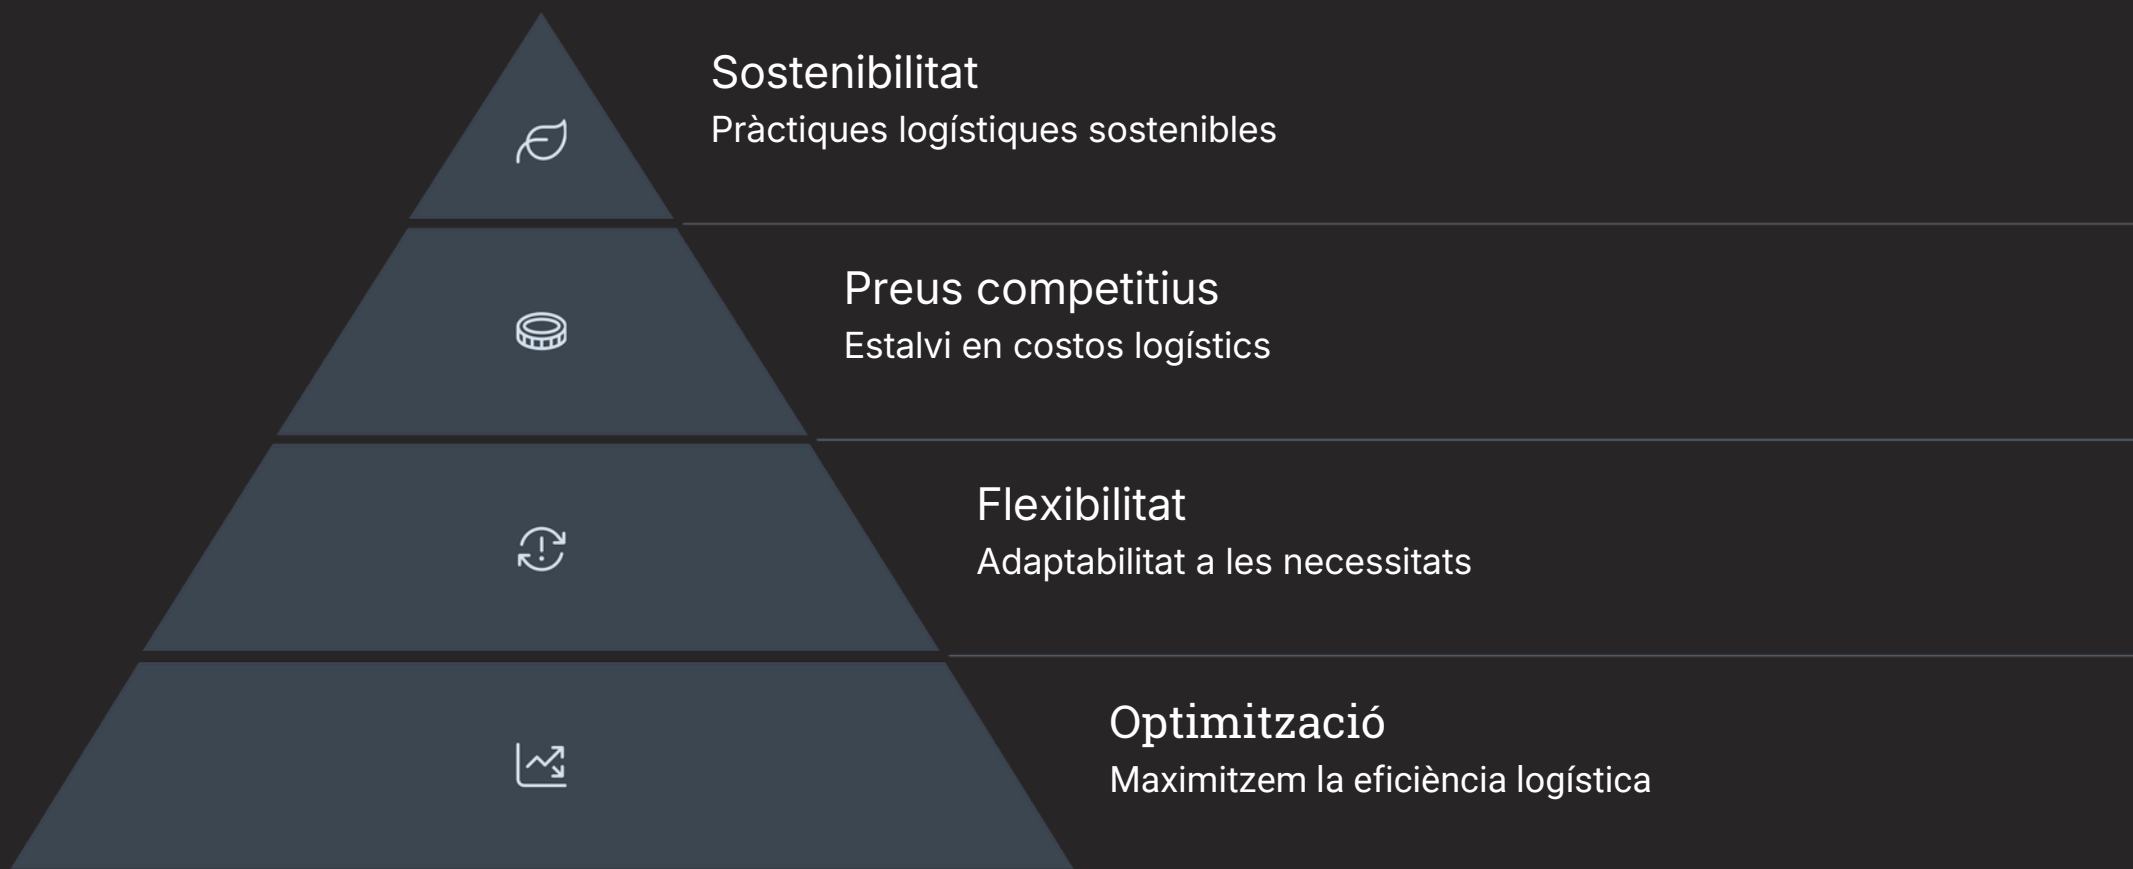 Sostenibilitat
Pràctiques logístiques sostenibles
Preus competitius
Estalvi en costos logístics
Flexibilitat
Adaptabilitat a les necessitats
Optimització
Maximitzem la eficiència logística